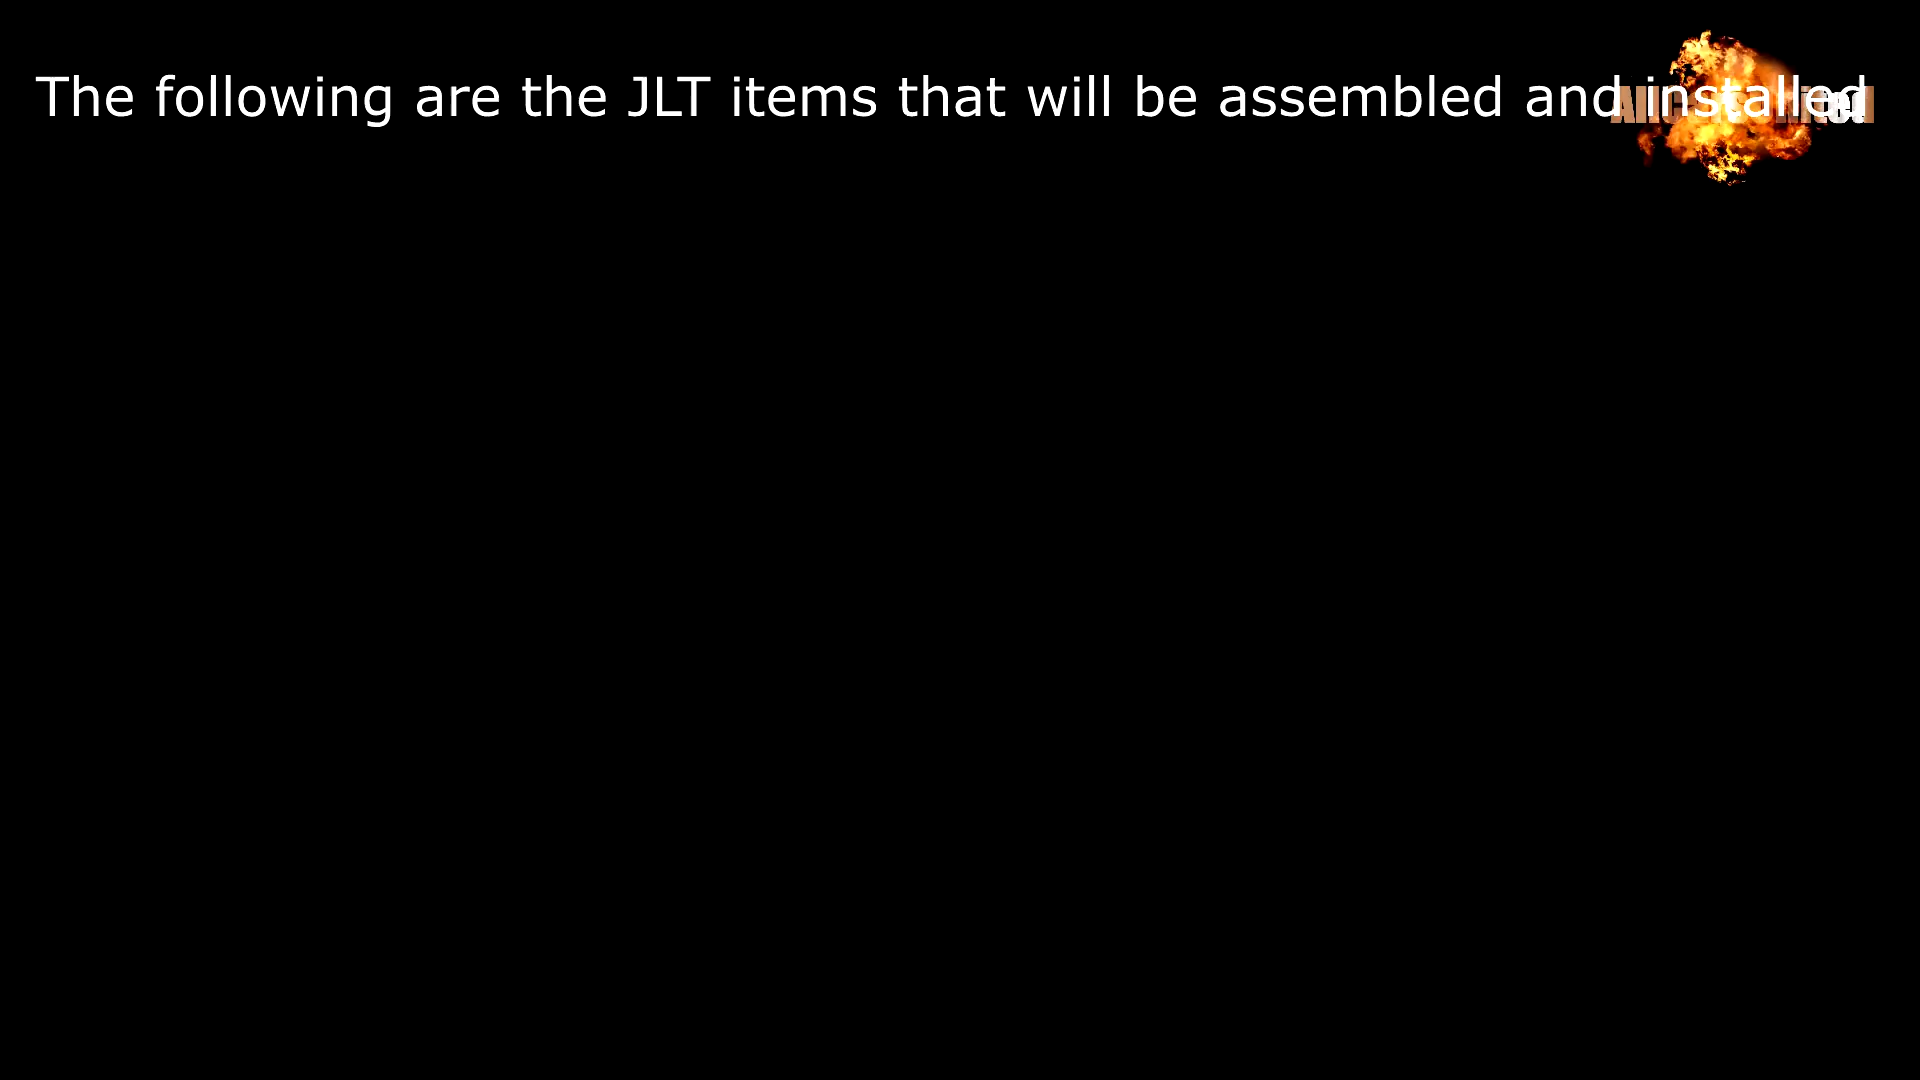 The following are the JLT items that will be assembled and installed